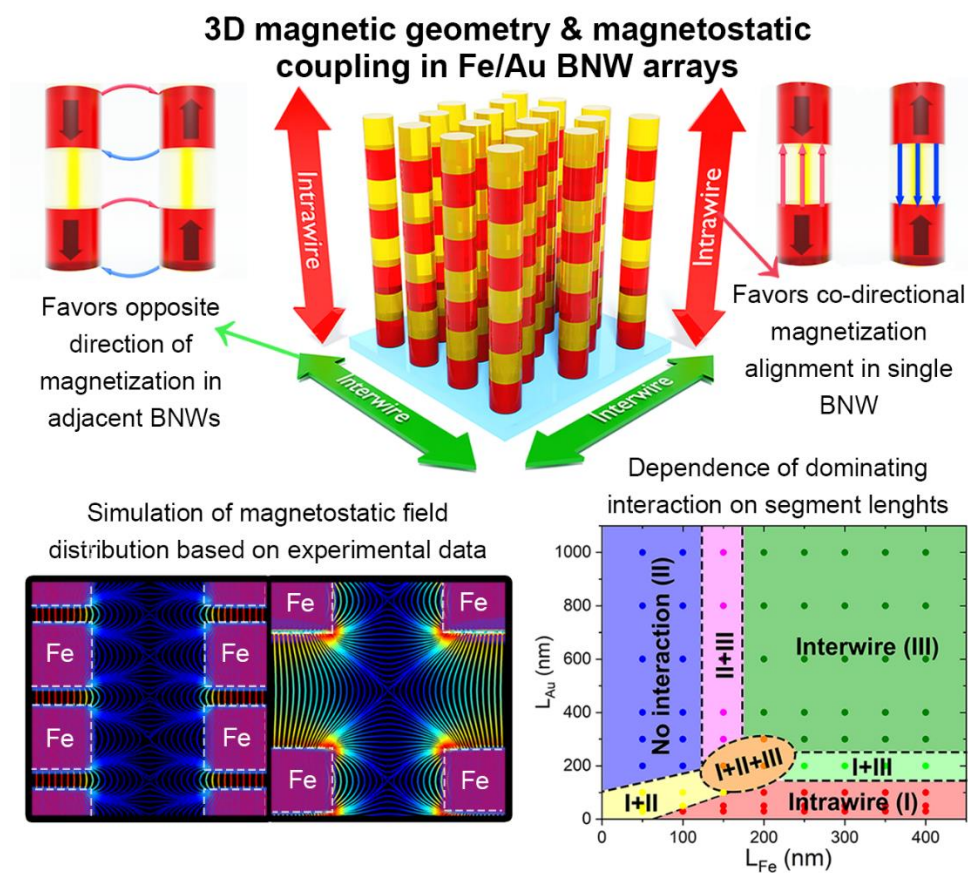 3D magnetic geometry & magnetostatic
coupling in Fe/Au BNW arrays
Intrawire
Intrawire
Favors opposite
direction of
magnetization in
adjacent BNWs
Favors co-directional
magnetization
alignment in single
BNW
Interwire
Interwire
Simulation of magnetostatic field
distribution based on experimental data
Fe
Fe
Fe
Fe
Fe
Fe
Fe
Fe
Dependence of dominating
interaction on segment lenghts
1000
800
600
400
200
0
L_Au (nm)
No interaction (II)
II+III
Interwire (III)
I+II+III
I+III
I+II
Intrawire (I)
0
100
200
300
400
L_Fe (nm)